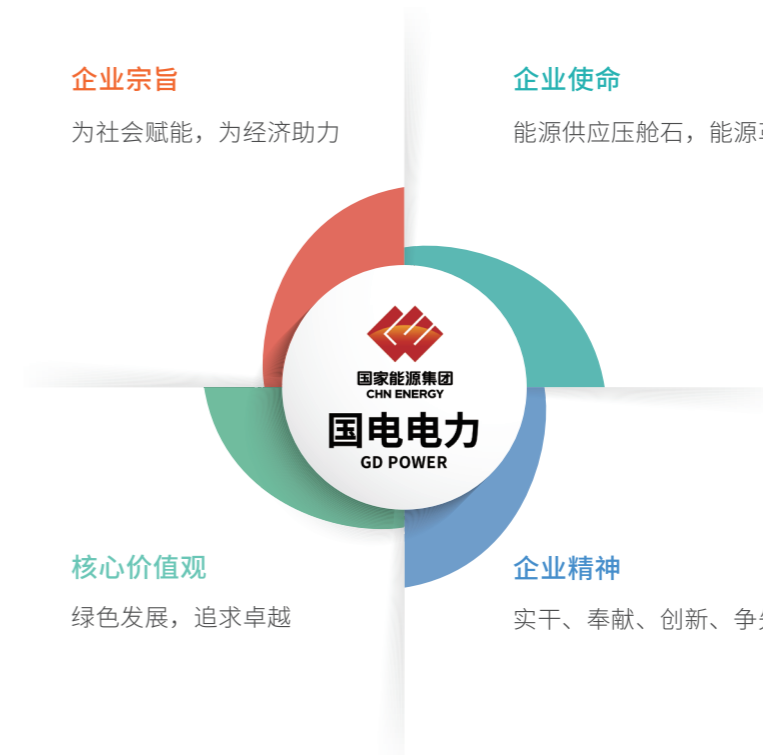 企业宗旨
为社会赋能，为经济助力
企业使命
能源供应压舱石，能源
国家能源集团
CHN ENERGY
国电电力
GD POWER
核心价值观
绿色发展，追求卓越
企业精神
实干、奉献、创新、争